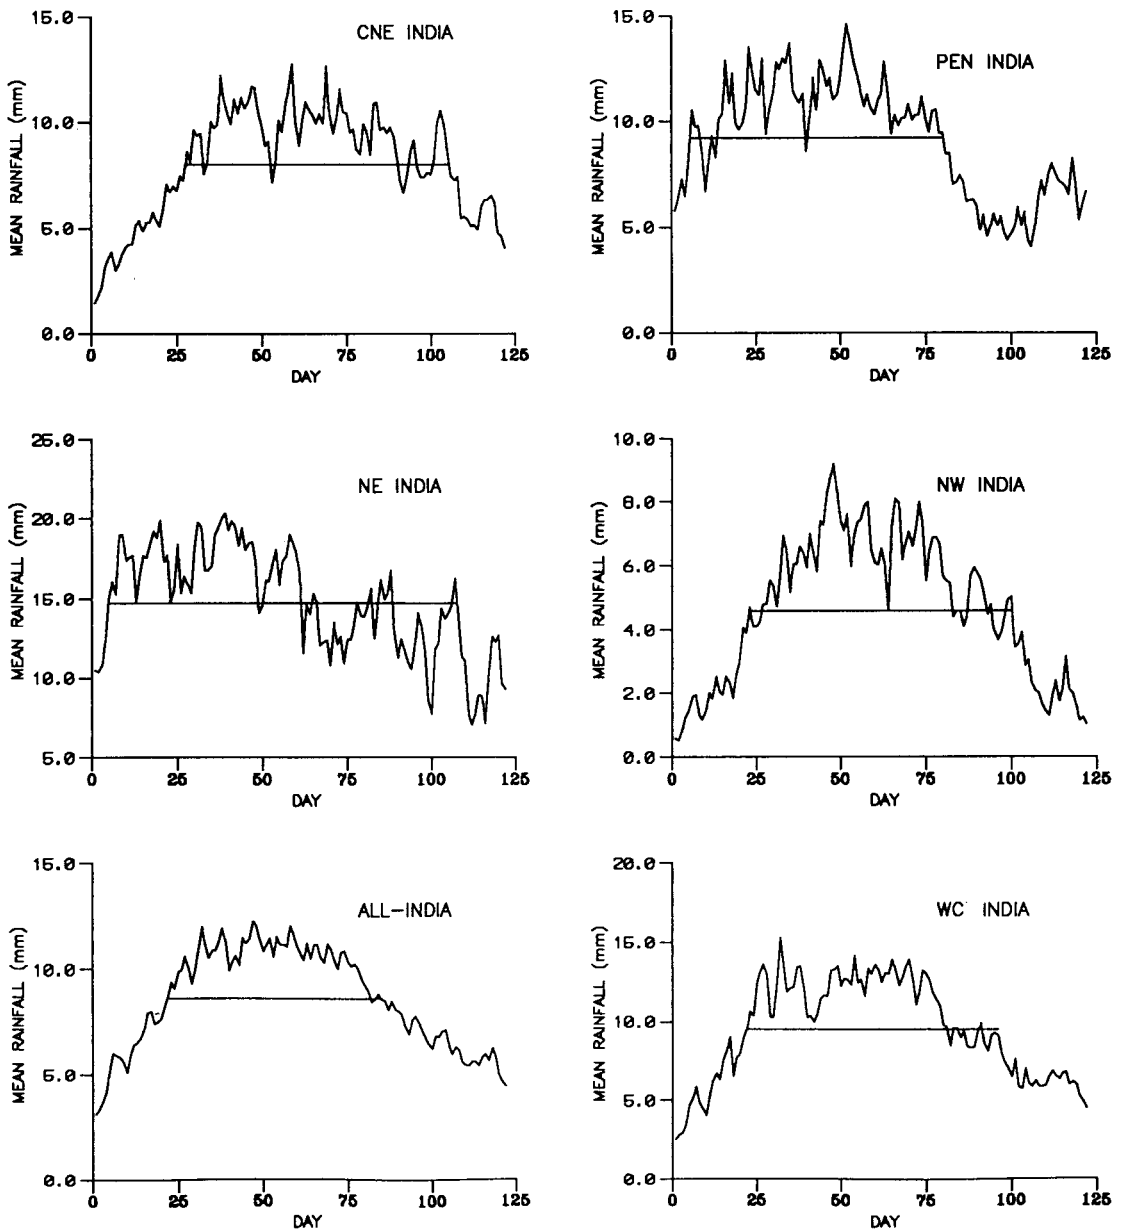 CNE INDIA
MEAN RAINFALL (mm)
15.0
10.0
5.0
0.0
0 25 50 75 100 125
DAY
PEN INDIA
MEAN RAINFALL (mm)
15.0
10.0
5.0
0.0
0 25 50 75 100 125
DAY
NE INDIA
MEAN RAINFALL (mm)
25.0
20.0
15.0
10.0
5.0
0 25 50 75 100 125
DAY
NW INDIA
MEAN RAINFALL (mm)
10.0
8.0
6.0
4.0
2.0
0.0
0 25 50 75 100 125
DAY
ALL-INDIA
MEAN RAINFALL (mm)
15.0
10.0
5.0
0.0
0 25 50 75 100 125
DAY
WC INDIA
MEAN RAINFALL (mm)
20.0
15.0
10.0
5.0
0.0
0 25 50 75 100 125
DAY